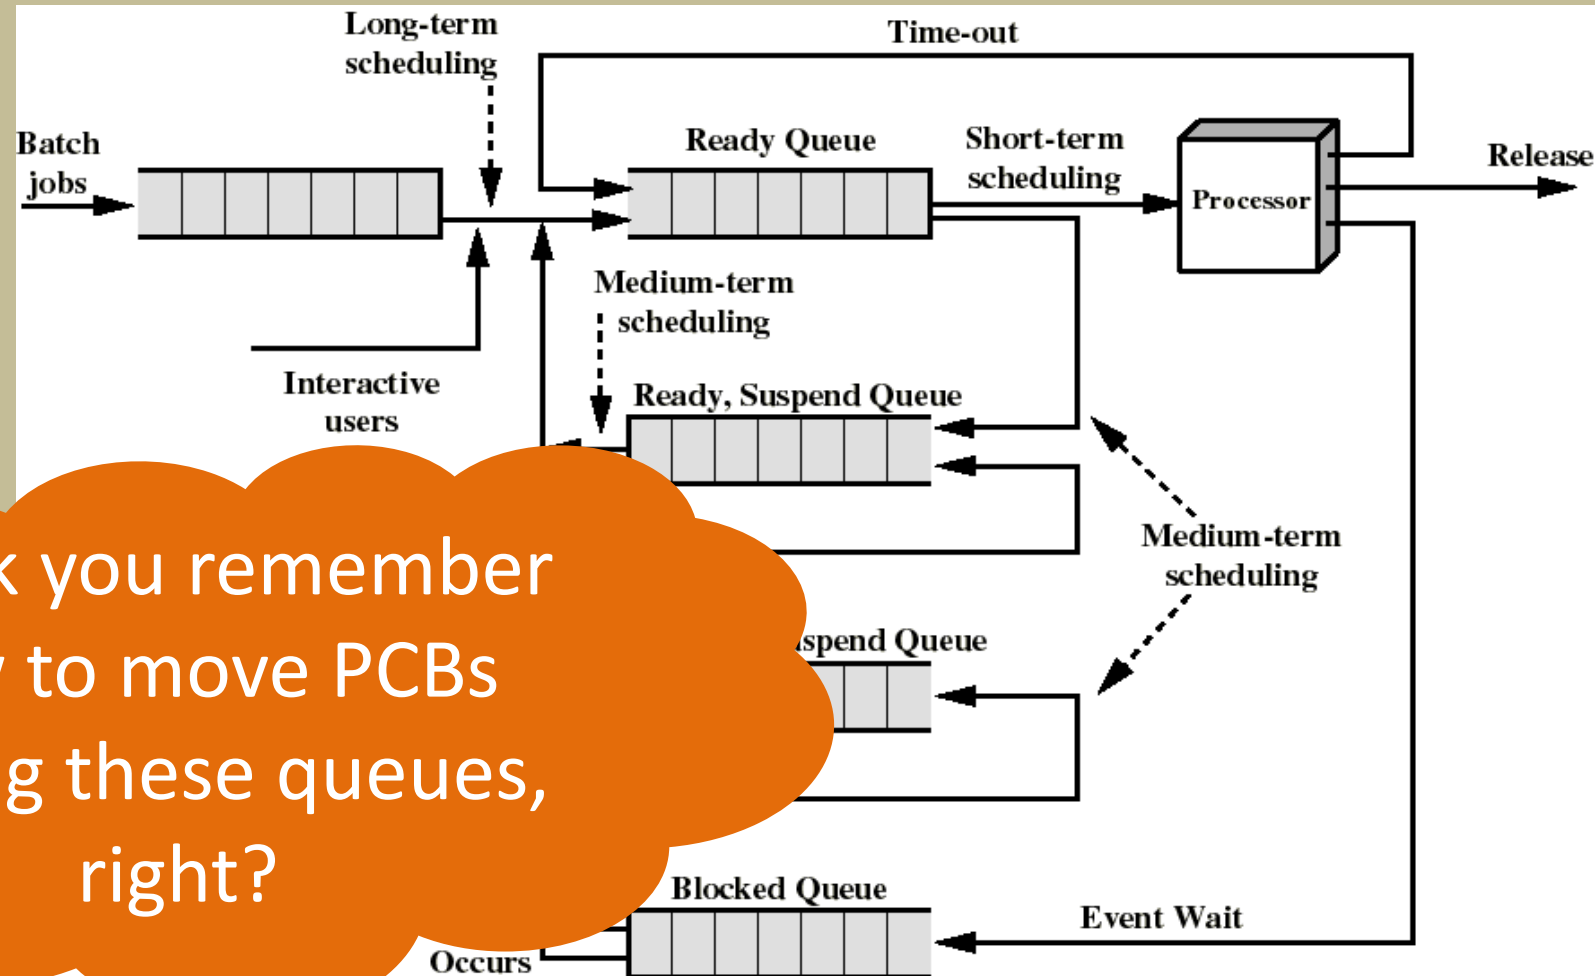 Long-term
scheduling
Time-out
Batch
jobs
Ready Queue
Short-term
scheduling
Processor
Release
Medium-term
scheduling
Interactive
users
Ready, Suspend Queue
Medium-term
scheduling
you remember
to move PCBs
these queues,
right?
Queue
Blocked Queue
Event Wait
Occurs